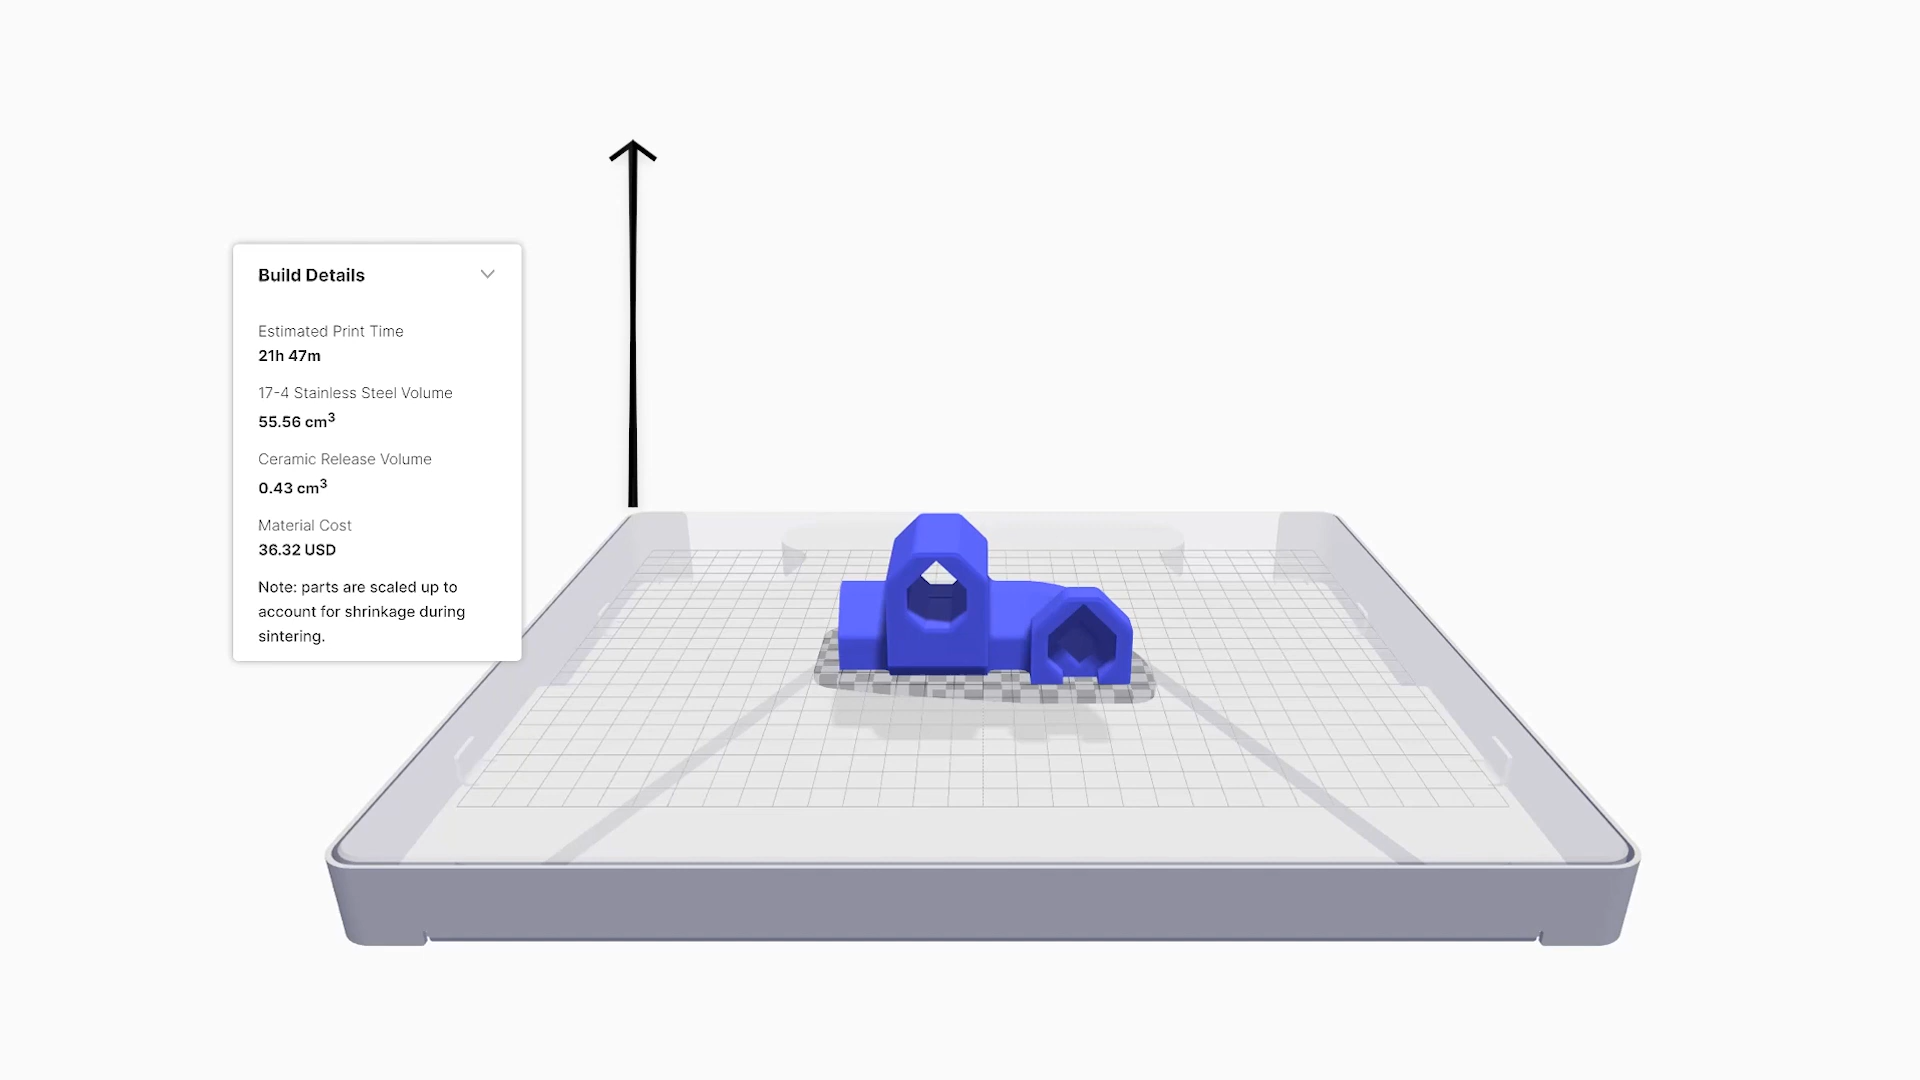 Build Details
Estimated Print Time
21h 47m
17-4 Stainless Steel Volume
55.56 cm³
Ceramic Release Volume
0.43 cm³
Material Cost
36.32 USD
Note: parts are scaled up to
account for shrinkage during
sintering.